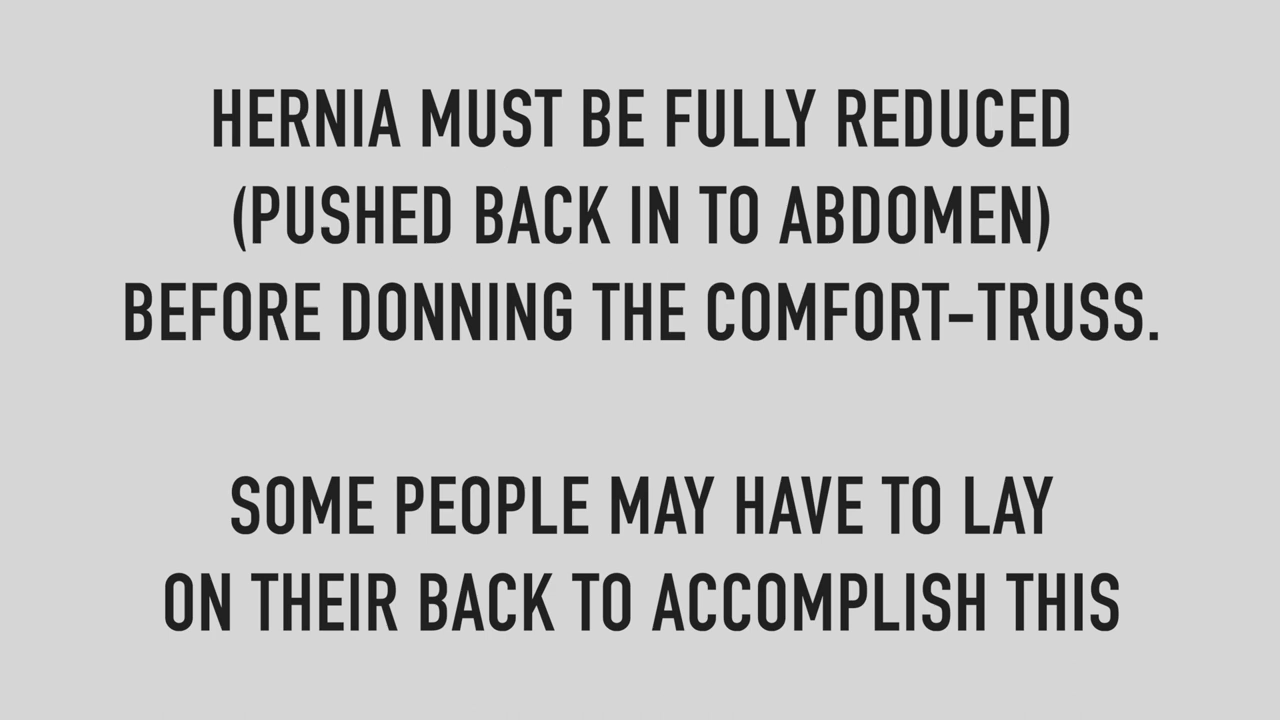 HERNIA MUST BE FULLY REDUCED
(PUSHED BACK IN TO ABDOMEN)
BEFORE DONNING THE COMFORT-TRUSS.
SOME PEOPLE MAY HAVE TO LAY
ON THEIR BACK TO ACCOMPLISH THIS